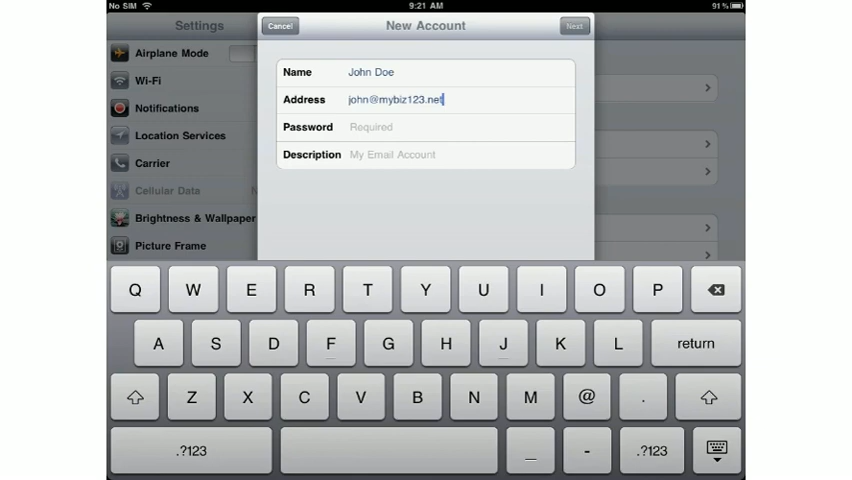 No SIM 9:21 AM 91%
Settings
Cancel New Account Next
Airplane Mode
Wi-Fi
Notifications
Location Services
Carrier
Cellular Data
Brightness & Wallpaper
Picture Frame
Name John Doe
Address john@mybiz123.net
Password Required
Description My Email Account
Q W E R T Y U I O P
A S D F G H J K L return
Z X C V B N M @ .
.?123 _ - .?123